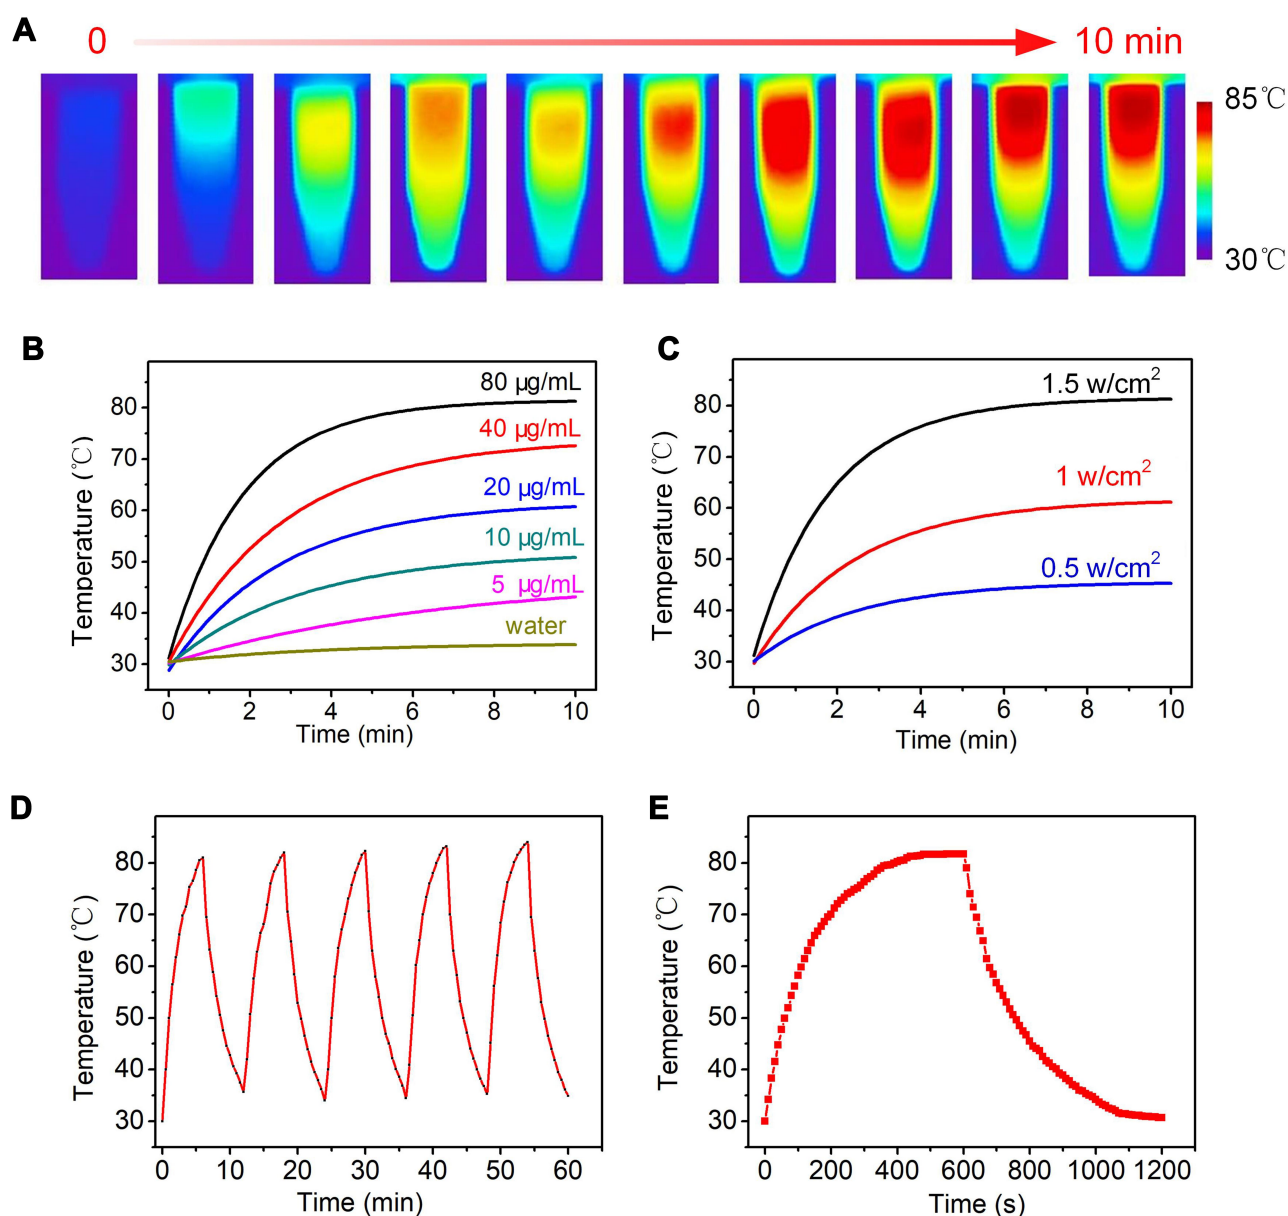 A
0
10 min
85℃
30℃
B
80 µg/mL
40 µg/mL
20 µg/mL
10 µg/mL
5 µg/mL
water
Temperature (℃)
80
70
60
50
40
30
0 2 4 6 8 10
Time (min)
C
1.5 w/cm²
1 w/cm²
0.5 w/cm²
Temperature (℃)
80
70
60
50
40
30
0 2 4 6 8 10
Time (min)
D
Temperature (℃)
80
70
60
50
40
30
0 10 20 30 40 50 60
Time (min)
E
Temperature (℃)
80
70
60
50
40
30
0 200 400 600 800 1000 1200
Time (s)